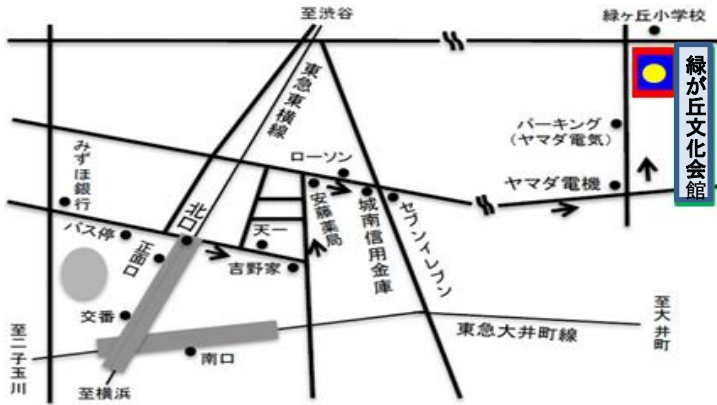 至渋谷
緑ヶ丘小学校
東急東横線
緑が丘文化会館
パーキング
(ヤマダ電気)
みずほ銀行
ローソン
ヤマダ電機
北口
安藤薬局
城南信用金庫
セブンイレブン
バス停
正面口
天一
吉野家
交番
至大井町
東急大井町線
至二子玉川
南口
至横浜